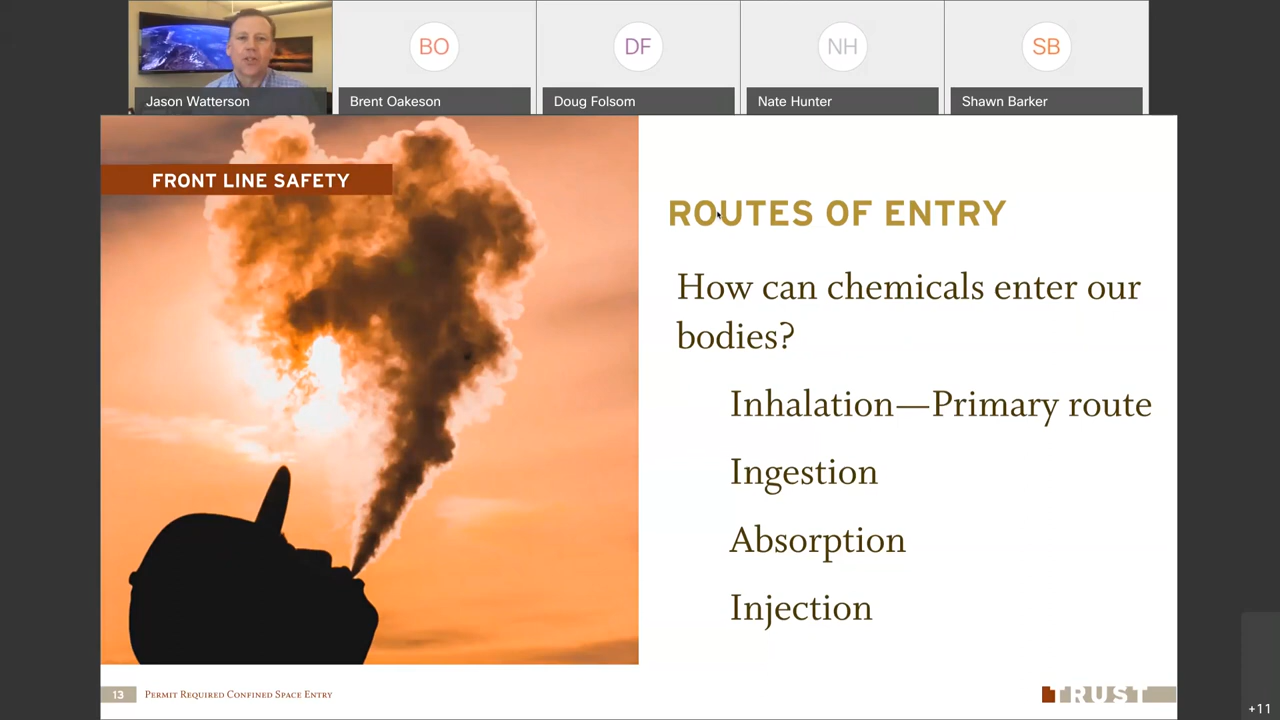 BO
DF
NH
SB
Jason Watterson
Brent Oakeson
Doug Folsom
Nate Hunter
Shawn Barker
FRONT LINE SAFETY
ROUTES OF ENTRY
How can chemicals enter our
bodies?
Inhalation—Primary route
Ingestion
Absorption
Injection
13
Permit Required Confined Space Entry
TRUST
+11